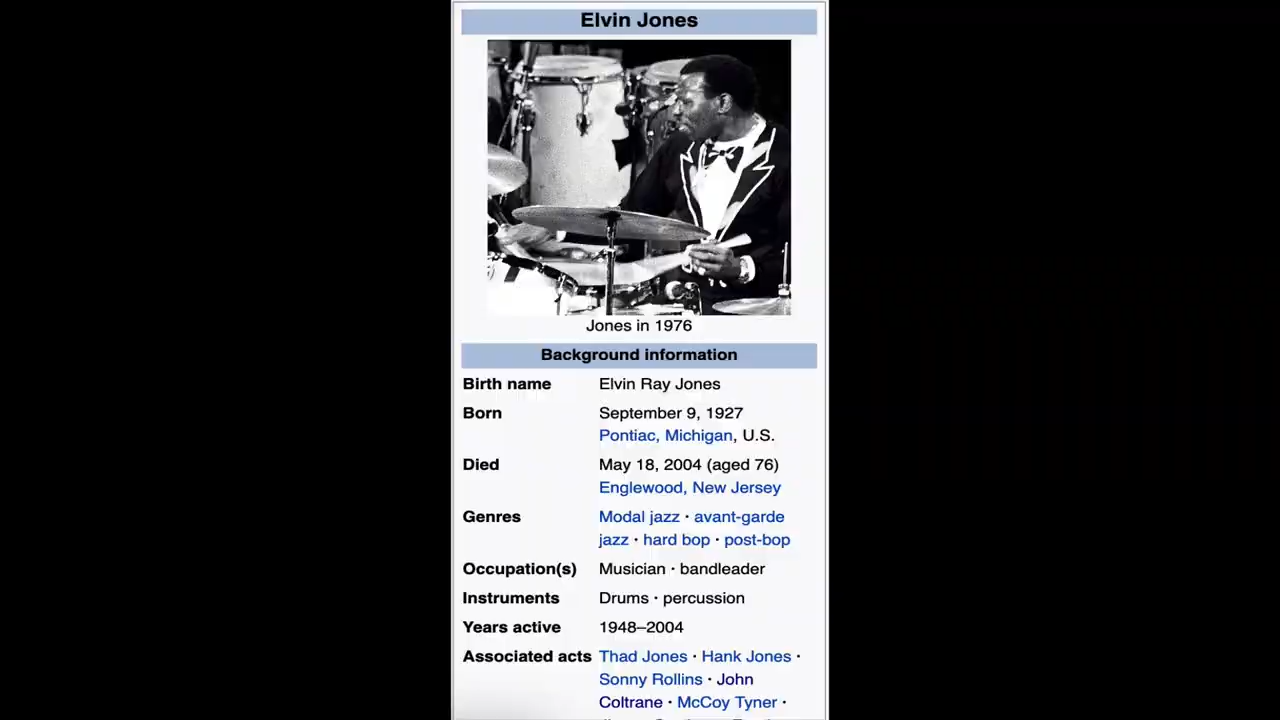 Elvin Jones
Jones in 1976
Background information
Birth name Elvin Ray Jones
Born September 9, 1927
Pontiac, Michigan, U.S.
Died May 18, 2004 (aged 76)
Englewood, New Jersey
Genres Modal jazz · avant-garde
jazz · hard bop · post-bop
Occupation(s) Musician · bandleader
Instruments Drums · percussion
Years active 1948–2004
Associated acts Thad Jones · Hank Jones ·
Sonny Rollins · John
Coltrane · McCoy Tyner ·